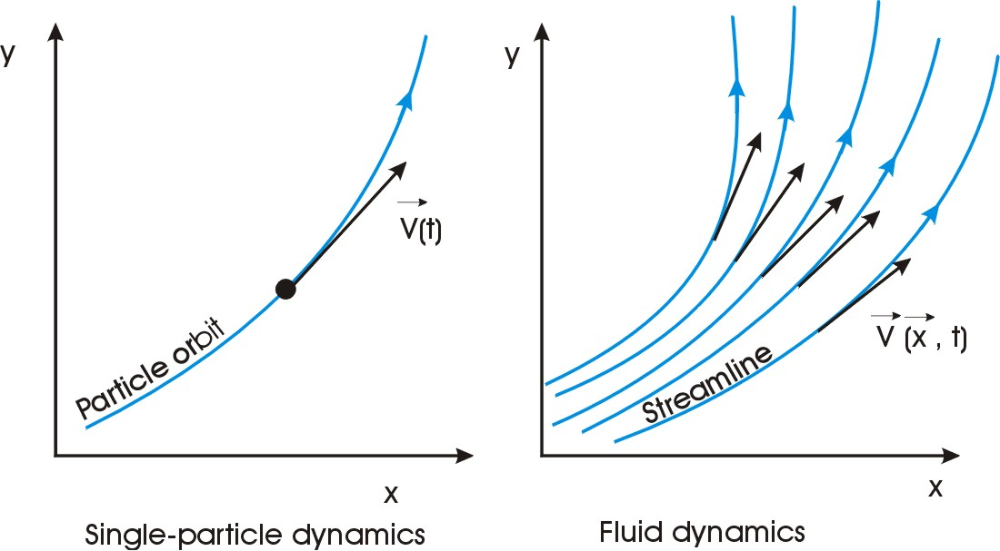 y
V(t)
Particle orbit
x
Single-particle dynamics
y
V (x , t)
Streamline
x
Fluid dynamics